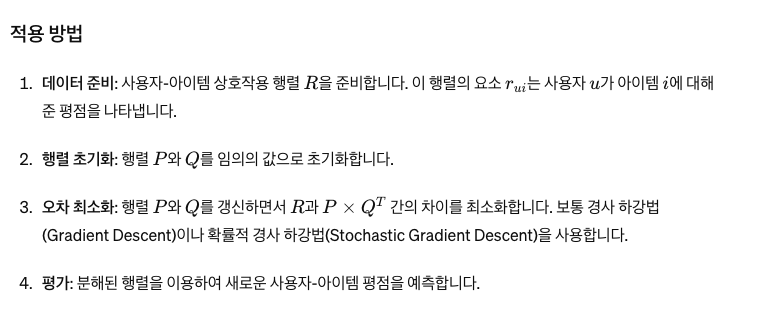 적용 방법
1. 데이터 준비: 사용자-아이템 상호작용 행렬 R을 준비합니다. 이 행렬의 요소 r_{ui}는 사용자 u가 아이템 i에 대해
준 평점을 나타냅니다.
2. 행렬 초기화: 행렬 P와 Q를 임의의 값으로 초기화합니다.
3. 오차 최소화: 행렬 P와 Q를 갱신하면서 R과 P × Q^T 간의 차이를 최소화합니다. 보통 경사 하강법
(Gradient Descent)이나 확률적 경사 하강법(Stochastic Gradient Descent)을 사용합니다.
4. 평가: 분해된 행렬을 이용하여 새로운 사용자-아이템 평점을 예측합니다.